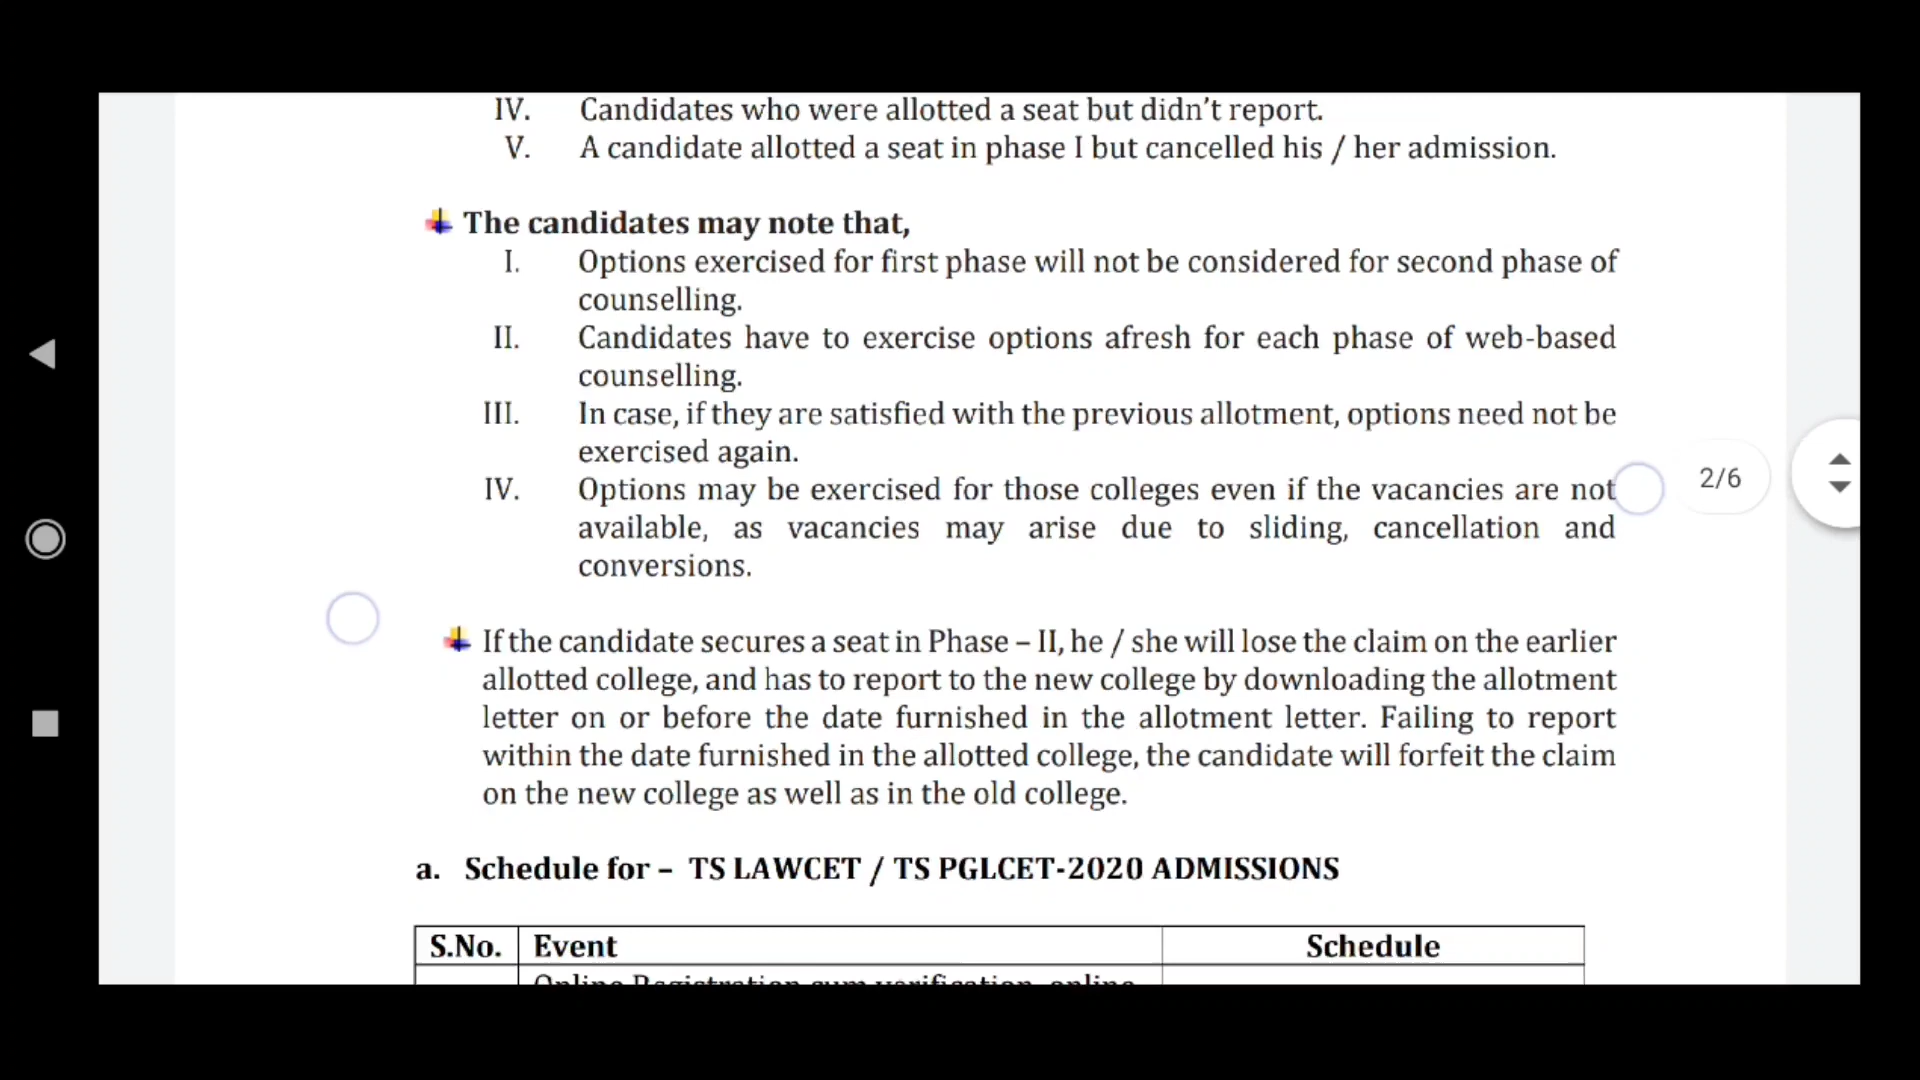 IV. Candidates who were allotted a seat but didn't report.
V. A candidate allotted a seat in phase I but cancelled his / her admission.
The candidates may note that,
I. Options exercised for first phase will not be considered for second phase of
counselling.
II. Candidates have to exercise options afresh for each phase of web-based
counselling.
III. In case, if they are satisfied with the previous allotment, options need not be
exercised again.
IV. Options may be exercised for those colleges even if the vacancies are not
available, as vacancies may arise due to sliding, cancellation and
conversions.
2/6
If the candidate secures a seat in Phase – II, he / she will lose the claim on the earlier
allotted college, and has to report to the new college by downloading the allotment
letter on or before the date furnished in the allotment letter. Failing to report
within the date furnished in the allotted college, the candidate will forfeit the claim
on the new college as well as in the old college.
a. Schedule for – TS LAWCET / TS PGLCET-2020 ADMISSIONS
S.No. Event Schedule
Online Registration cum verification, online